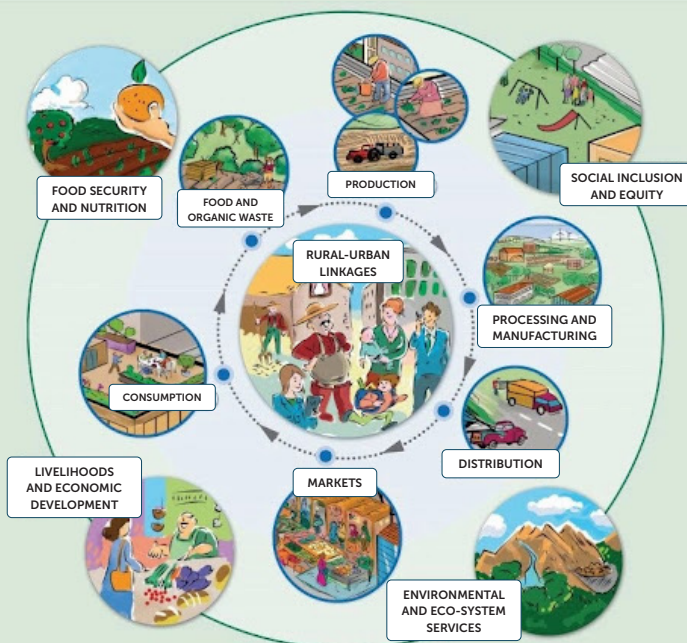 FOOD SECURITY
AND NUTRITION
FOOD AND
ORGANIC WASTE
PRODUCTION
SOCIAL INCLUSION
AND EQUITY
RURAL-URBAN
LINKAGES
PROCESSING AND
MANUFACTURING
CONSUMPTION
DISTRIBUTION
LIVELIHOODS
AND ECONOMIC
DEVELOPMENT
MARKETS
ENVIRONMENTAL
AND ECO-SYSTEM
SERVICES